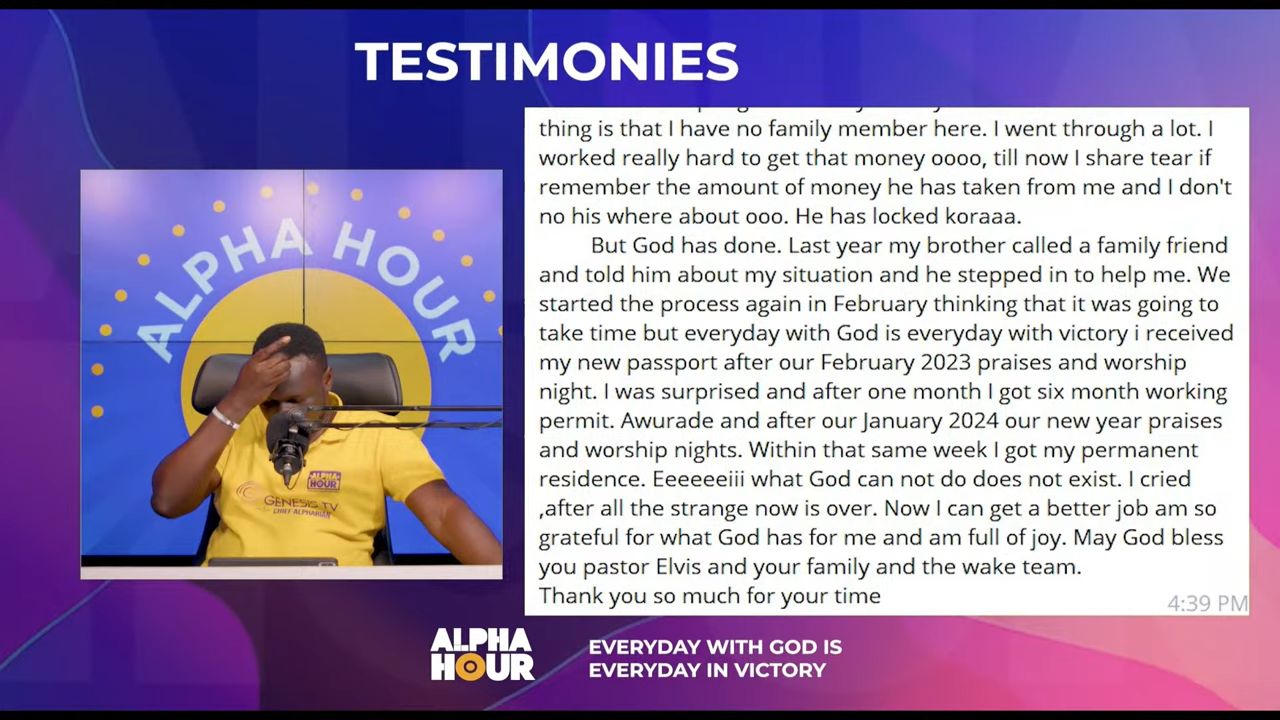 TESTIMONIES
thing is that I have no family member here. I went through a lot. I
worked really hard to get that money oooo, till now I share tear if
remember the amount of money he has taken from me and I don't
no his where about ooo. He has locked koraaa.
But God has done. Last year my brother called a family friend
and told him about my situation and he stepped in to help me. We
started the process again in February thinking that it was going to
take time but everyday with God is everyday with victory i received
my new passport after our February 2023 praises and worship
night. I was surprised and after one month I got six month working
permit. Awurade and after our January 2024 our new year praises
and worship nights. Within that same week I got my permanent
residence. Eeeeeeiii what God can not do does not exist. I cried
,after all the strange now is over. Now I can get a better job am so
grateful for what God has for me and am full of joy. May God bless
you pastor Elvis and your family and the wake team.
Thank you so much for your time
4:39 PM
ALPHA HOUR
ALPHA
HOUR
GENESIS TV
CHIEF ALPHARIAN
ALPHA
HOUR
EVERYDAY WITH GOD IS
EVERYDAY IN VICTORY